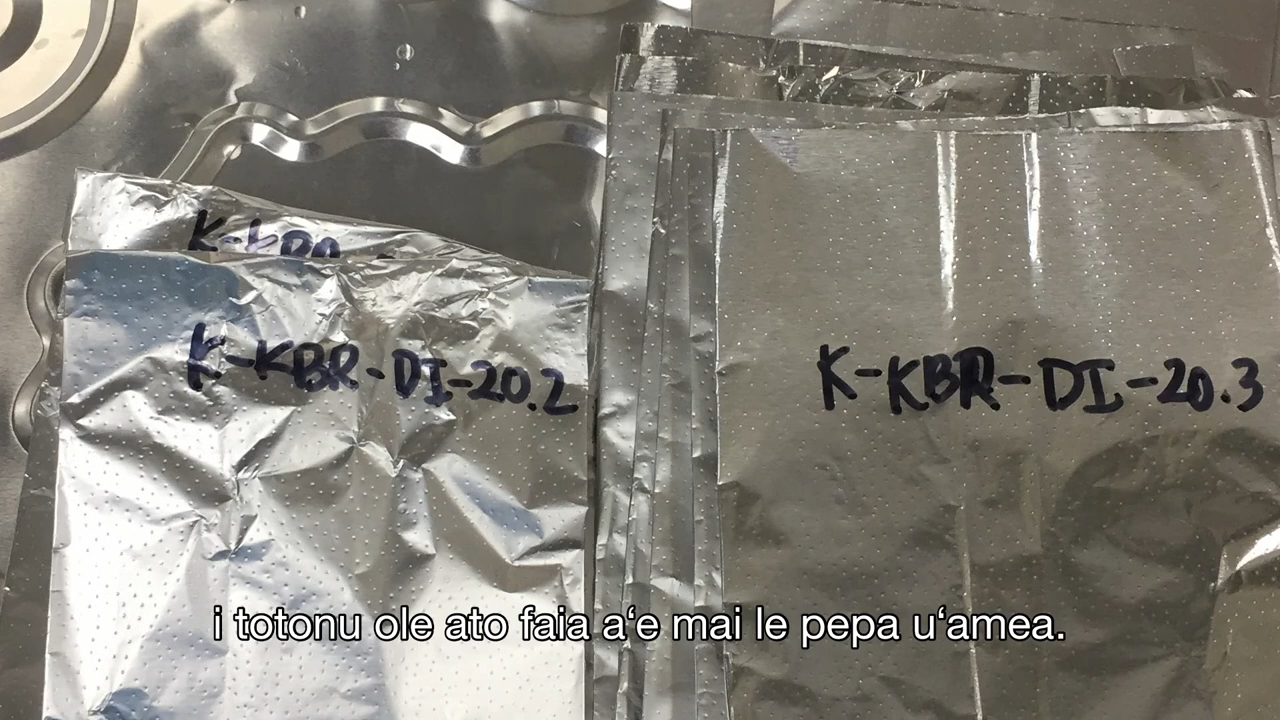 K-KBR-DI-20.2
K-KBR-DI-20.3
i totonu ole ato faia a‘e mai le pepa u‘amea.